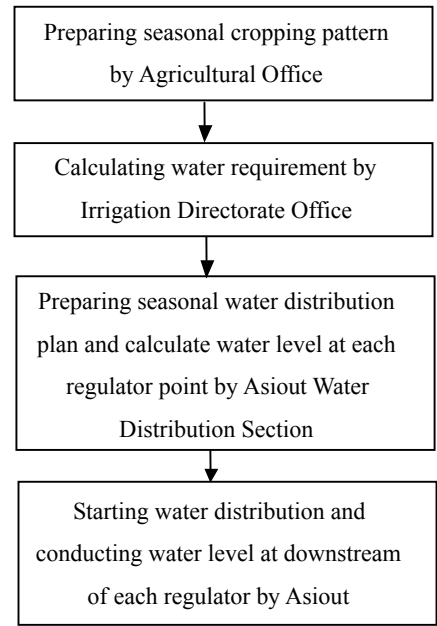 Preparing seasonal cropping pattern
by Agricultural Office
Calculating water requirement by
Irrigation Directorate Office
Preparing seasonal water distribution
plan and calculate water level at each
regulator point by Asiout Water
Distribution Section
Starting water distribution and
conducting water level at downstream
of each regulator by Asiout